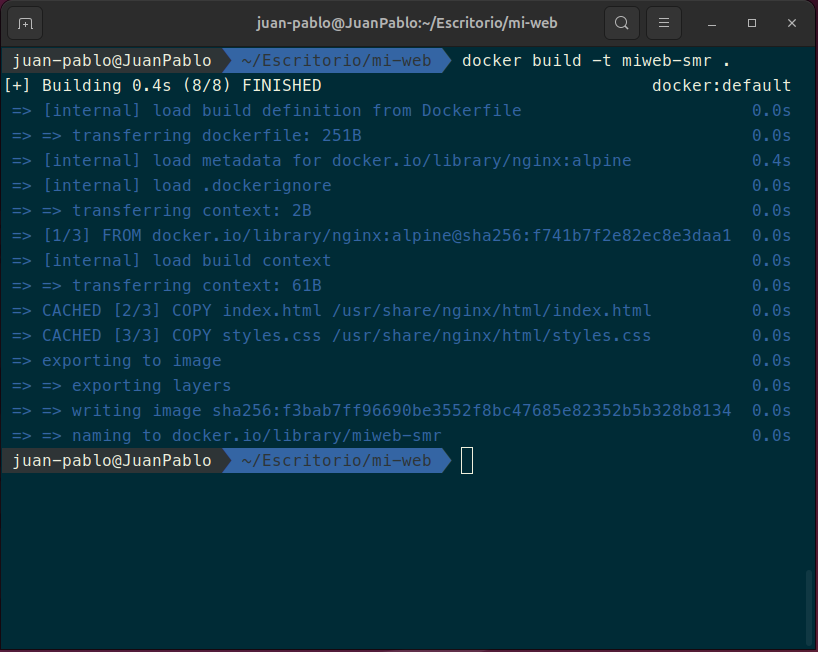 juan-pablo@JuanPablo:~/Escritorio/mi-web
juan-pablo@JuanPablo ~/Escritorio/mi-web docker build -t miweb-smr .
[+] Building 0.4s (8/8) FINISHED docker:default
=> [internal] load build definition from Dockerfile 0.0s
=> => transferring dockerfile: 251B 0.0s
=> [internal] load metadata for docker.io/library/nginx:alpine 0.4s
=> [internal] load .dockerignore 0.0s
=> => transferring context: 2B 0.0s
=> [1/3] FROM docker.io/library/nginx:alpine@sha256:f741b7f2e82ec8e3daa1 0.0s
=> [internal] load build context 0.0s
=> => transferring context: 61B 0.0s
=> CACHED [2/3] COPY index.html /usr/share/nginx/html/index.html 0.0s
=> CACHED [3/3] COPY styles.css /usr/share/nginx/html/styles.css 0.0s
=> exporting to image 0.0s
=> => exporting layers 0.0s
=> => writing image sha256:f3bab7ff96690be3552f8bc47685e82352b5b328b8134 0.0s
=> => naming to docker.io/library/miweb-smr 0.0s
juan-pablo@JuanPablo ~/Escritorio/mi-web